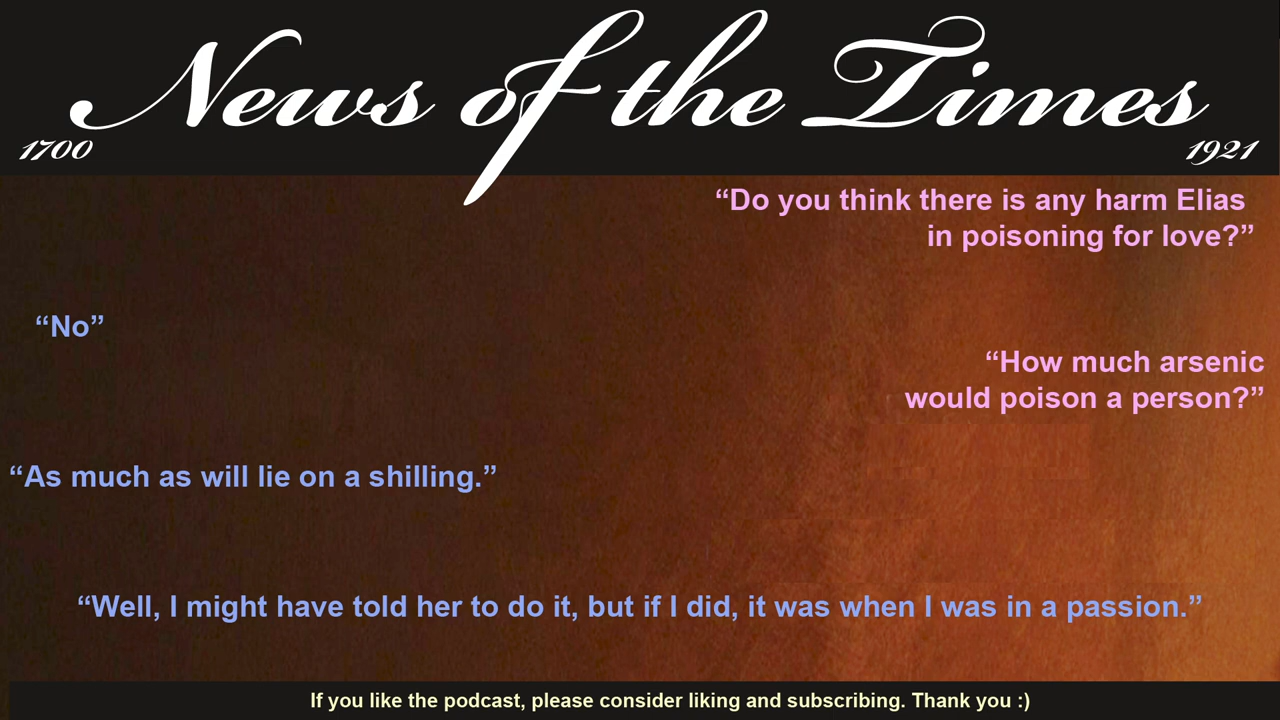 News of the Times
1700
1921
“Do you think there is any harm Elias
in poisoning for love?”
“No”
“How much arsenic
would poison a person?”
“As much as will lie on a shilling.”
“Well, I might have told her to do it, but if I did, it was when I was in a passion.”
If you like the podcast, please consider liking and subscribing. Thank you :)